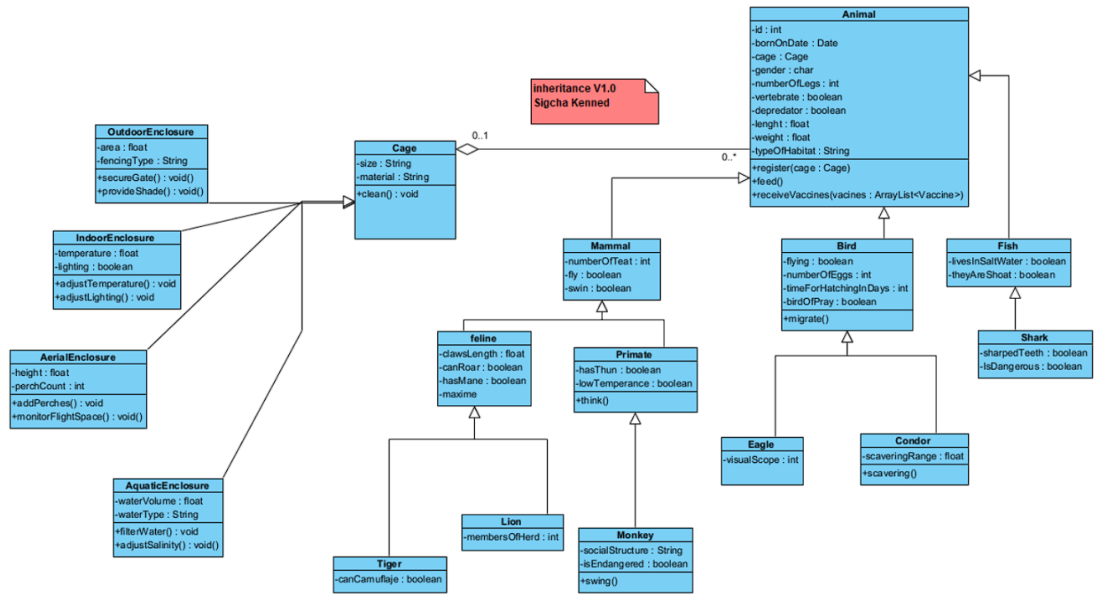 Animal
-id : int
-bornOnDate : Date
-cage : Cage
-gender : char
-numberOfLegs : int
-vertebrate : boolean
-depredator : boolean
-lenght : float
-weight : float
-typeOfHabitat : String
+register(cage : Cage)
+feed()
+receiveVaccines(vacines : ArrayList<Vaccine>)
inheritance V1.0
Sigcha Kenned
OutdoorEnclosure
-area : float
-fencingType : String
+secureGate() : void()
+provideShade() : void()
Cage
-size : String
-material : String
+clean() : void
0..1
0..*
IndoorEnclosure
-temperature : float
-lighting : boolean
+adjustTemperature() : void
+adjustLighting() : void
Mammal
-numberOfTeat : int
-fly : boolean
-swin : boolean
Bird
-flying : boolean
-numberOfEggs : int
-timeForHatchingInDays : int
-birdOfPray : boolean
+migrate()
Fish
-livesInSaltWater : boolean
-theyAreShoat : boolean
AerialEnclosure
-height : float
-perchCount : int
+addPerches() : void
+monitorFlightSpace() : void()
feline
-clawsLength : float
-canRoar : boolean
-hasMane : boolean
-maxime
Primate
-hasThun : boolean
-lowTemperance : boolean
+think()
Shark
-sharpedTeeth : boolean
-IsDangerous : boolean
Eagle
-visualScope : int
Condor
-scaveringRange : float
+scavering()
AquaticEnclosure
-waterVolume : float
-waterType : String
+filterWater() : void
+adjustSalinity() : void()
Lion
-membersOfHerd : int
Monkey
-socialStructure : String
-isEndangered : boolean
+swing()
Tiger
-canCamuflaje : boolean